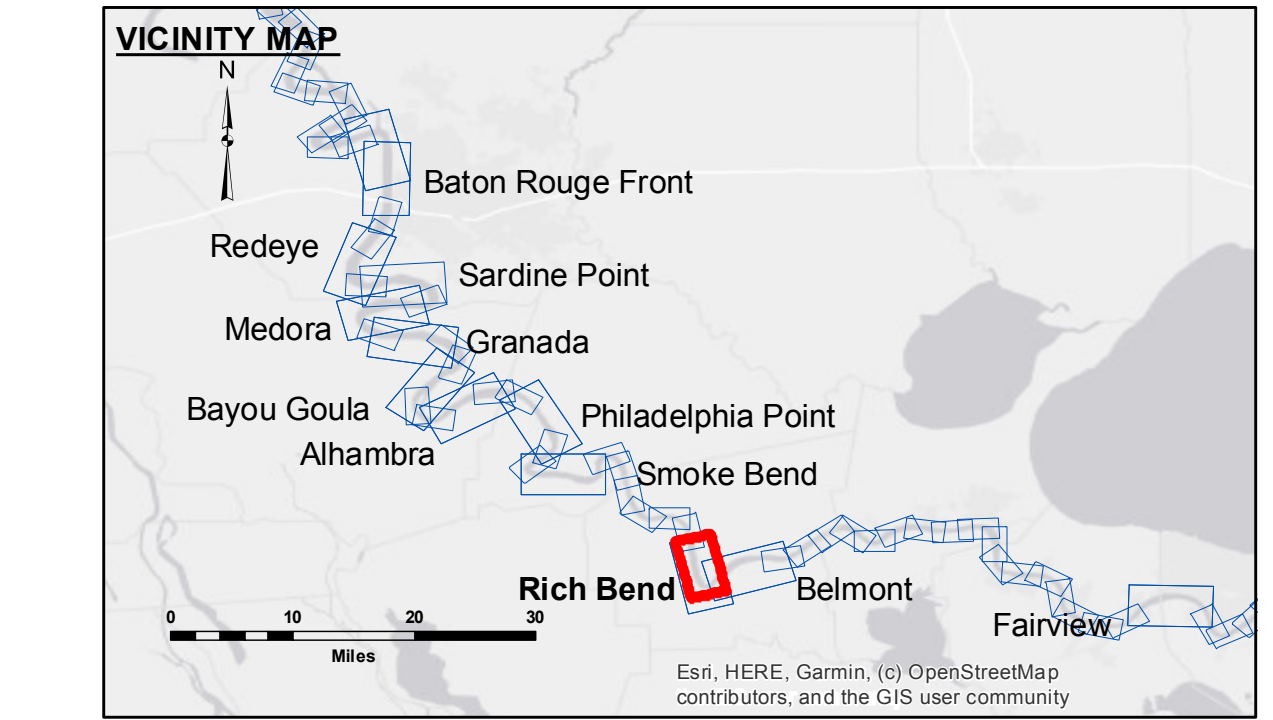 VICINITY MAP
N
Baton Rouge Front
Redeye
Sardine Point
Medora
Granada
Bayou Goula
Philadelphia Point
Alhambra
Smoke Bend
Rich Bend
Belmont
Fairview
0 10 20 30
Miles
Esri, HERE, Garmin, (c) OpenStreetMap
contributors, and the GIS user community